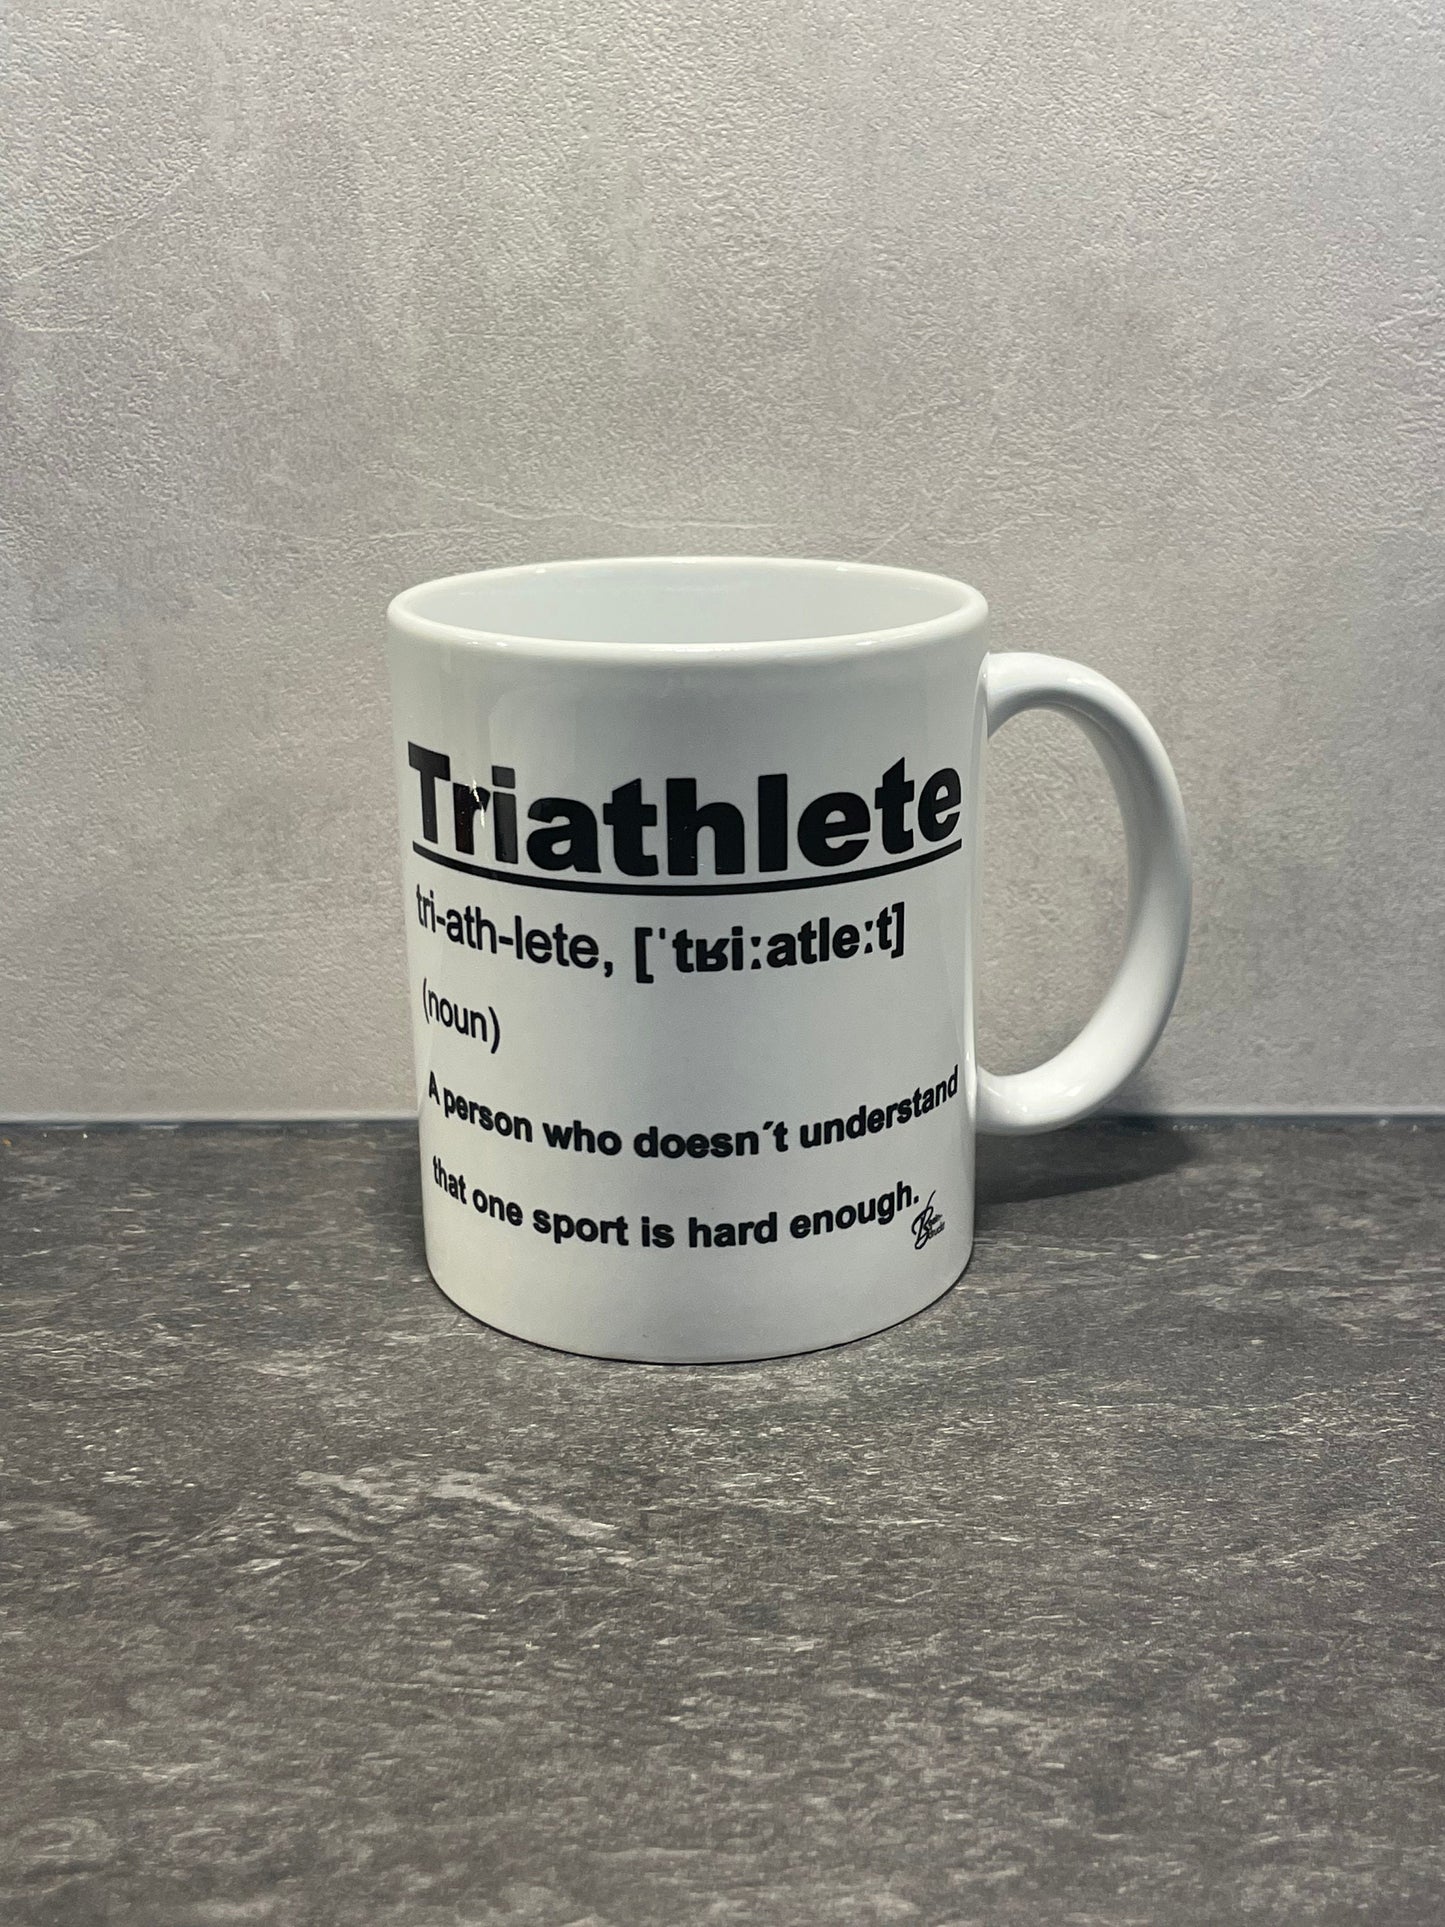 Triathlete
tri-ath-lete, [ˈtʁiːatleːt]
(noun)
A person who doesn´t understand
that one sport is hard enough.